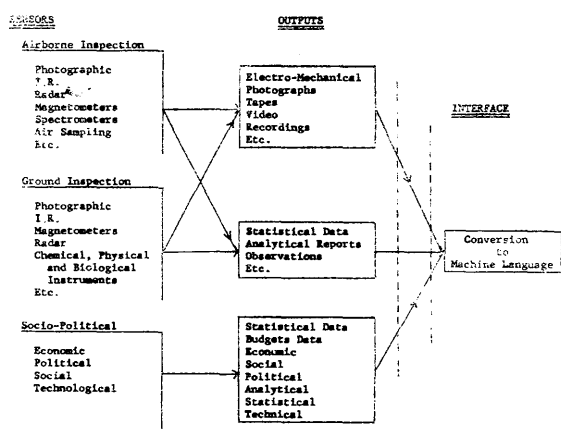 SENSORS
OUTPUTS
INTERFACE
Airborne Inspection
Photographic
I.R.
Radar
Magnetometers
Spectrometers
Air Sampling
Etc.
Ground Inspection
Photographic
I.R.
Magnetometers
Radar
Chemical, Physical
and Biological
Instruments
Etc.
Socio-Political
Economic
Political
Social
Technological
Electro-Mechanical
Photographs
Tapes
Video
Recordings
Etc.
Statistical Data
Analytical Reports
Observations
Etc.
Statistical Data
Budgets Data
Economic
Social
Political
Analytical
Statistical
Technical
Conversion
to
Machine Language